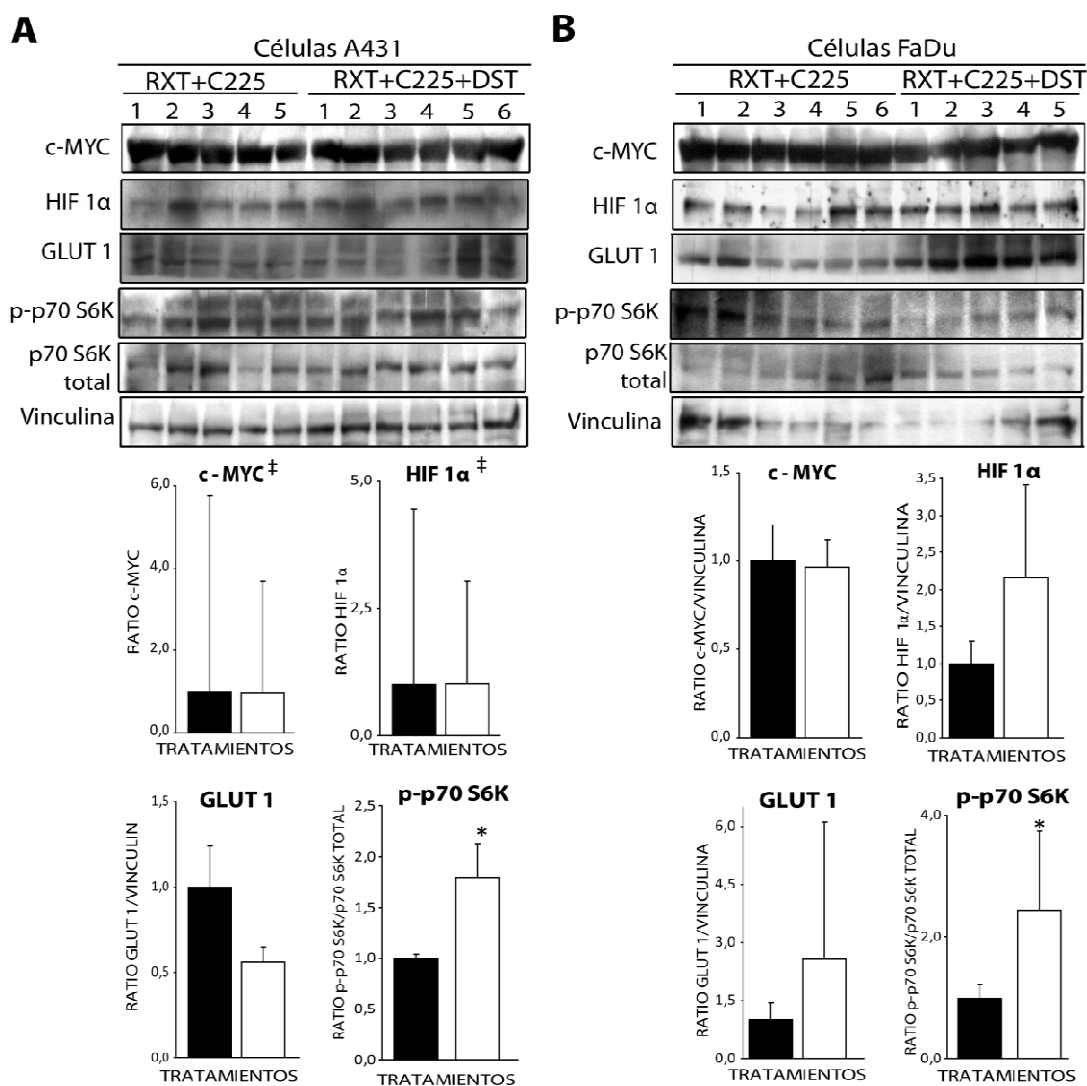 A
Células A431
RXT+C225 RXT+C225+DST
1 2 3 4 5 1 2 3 4 5 6
c-MYC
HIF 1α
GLUT 1
p-p70 S6K
p70 S6K
total
Vinculina
c-MYC‡
RATIO c-MYC
6,0
4,0
2,0
0,0
TRATAMIENTOS
HIF 1α‡
RATIO HIF 1α
5,0
2,5
0,0
TRATAMIENTOS
GLUT 1
RATIO GLUT 1/VINCULIN
1,5
1,0
0,5
0,0
TRATAMIENTOS
p-p70 S6K
RATIO p-p70 S6K/p70 S6K TOTAL
2,5
2,0
1,5
1,0
0,5
0,0
*
TRATAMIENTOS
B
Células FaDu
RXT+C225 RXT+C225+DST
1 2 3 4 5 6 1 2 3 4 5
c-MYC
HIF 1α
GLUT 1
p-p70 S6K
p70 S6K
total
Vinculina
c-MYC
RATIO c-MYC/VINCULINA
1,5
1,0
0,5
0,0
TRATAMIENTOS
HIF 1α
RATIO HIF 1α/VINCULINA
3,5
3,0
2,5
2,0
1,5
1,0
0,5
0,0
TRATAMIENTOS
GLUT 1
RATIO GLUT 1/VINCULINA
6,0
4,5
3,0
1,5
0,0
TRATAMIENTOS
p-p70 S6K
RATIO p-p70 S6K/p70 S6K TOTAL
4,0
2,0
0,0
*
TRATAMIENTOS